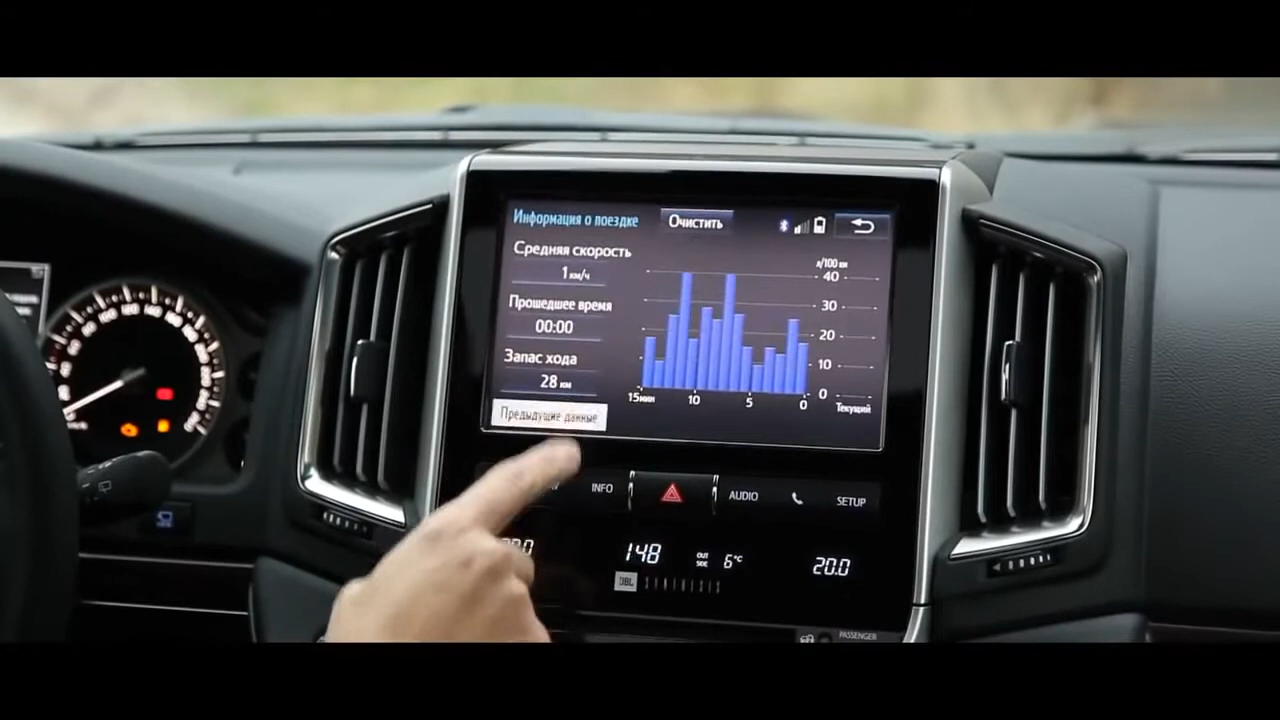 Информация о поездке
Очистить
Средняя скорость
1 км/ч
Прошедшее время
00:00
Запас хода
28 км
Предыдущие данные
л/100 км
40
30
20
10
0
15мин 10 5 0 Текущий
INFO
AUDIO
SETUP
1:48
OUT SIDE 6°C
20.0
JBL
PASSENGER